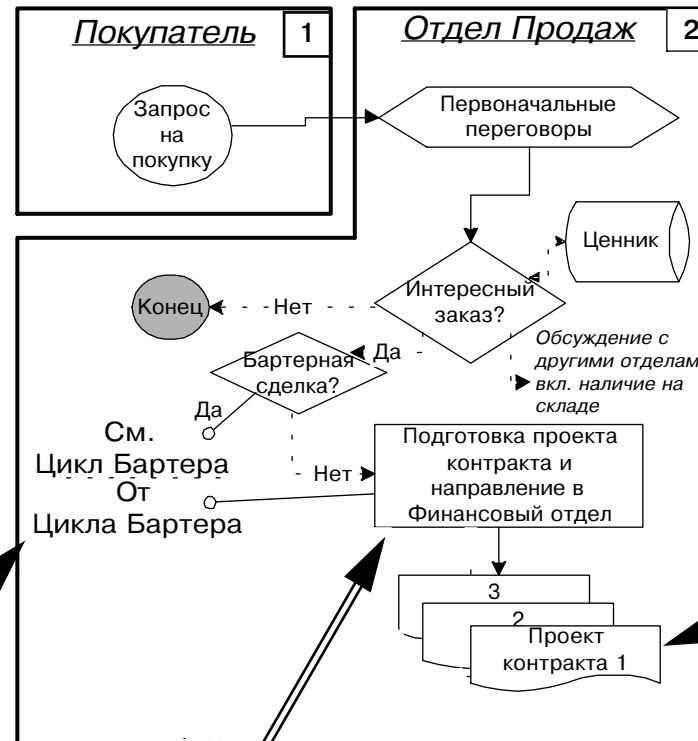 Покупатель
1
Отдел Продаж
2
Запрос
на
покупку
Первоначальные
переговоры
Ценник
Интересный
заказ?
Нет
Конец
Да
Бартерная
сделка?
Обсуждение с
другими отделам
вкл. наличие на
складе
Да
См.
Цикл Бартера
От
Цикла Бартера
Нет
Подготовка проекта
контракта и
направление в
Финансовый отдел
3
2
Проект
контракта 1